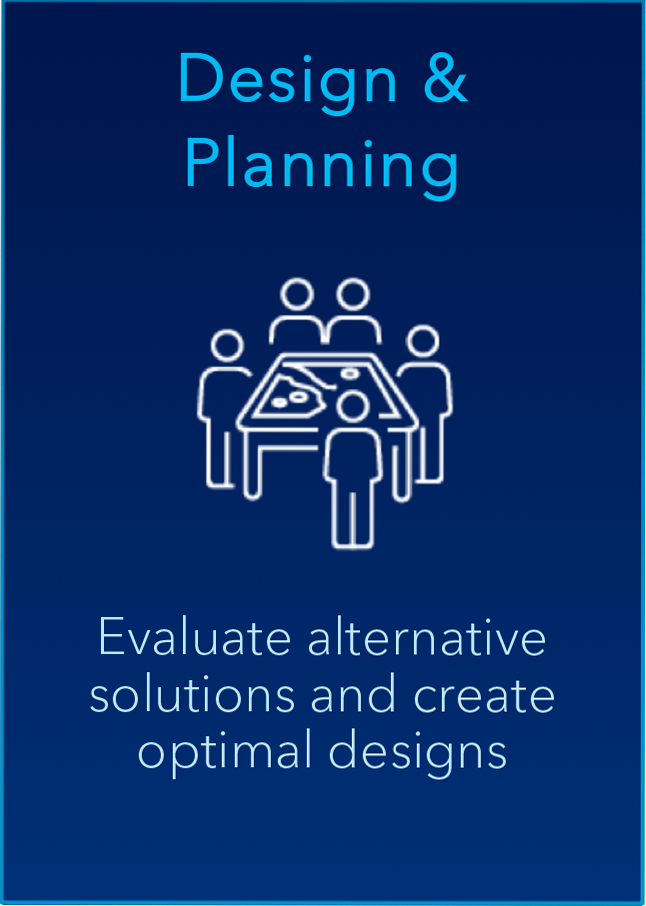 Design &
Planning
Evaluate alternative
solutions and create
optimal designs